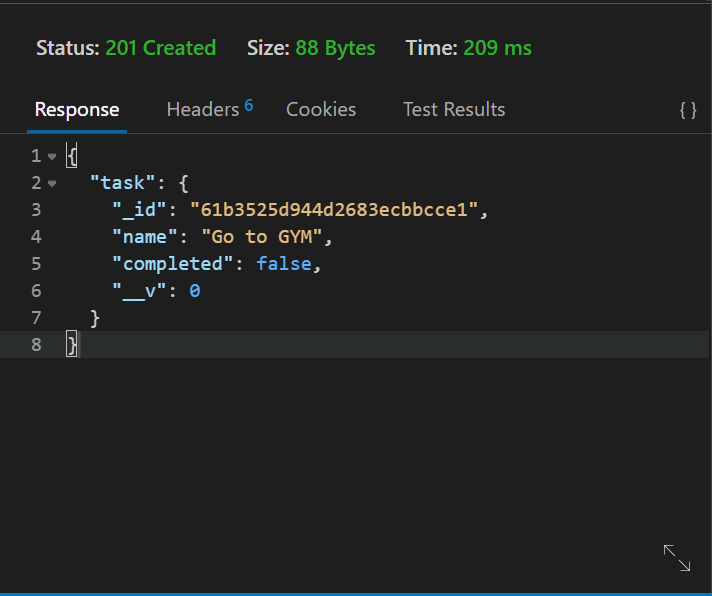 Status: 201 Created Size: 88 Bytes Time: 209 ms
Response Headers 6 Cookies Test Results { }
1 {
2 "task": {
3 "_id": "61b3525d944d2683ecbbcce1",
4 "name": "Go to GYM",
5 "completed": false,
6 "__v": 0
7 }
8 }